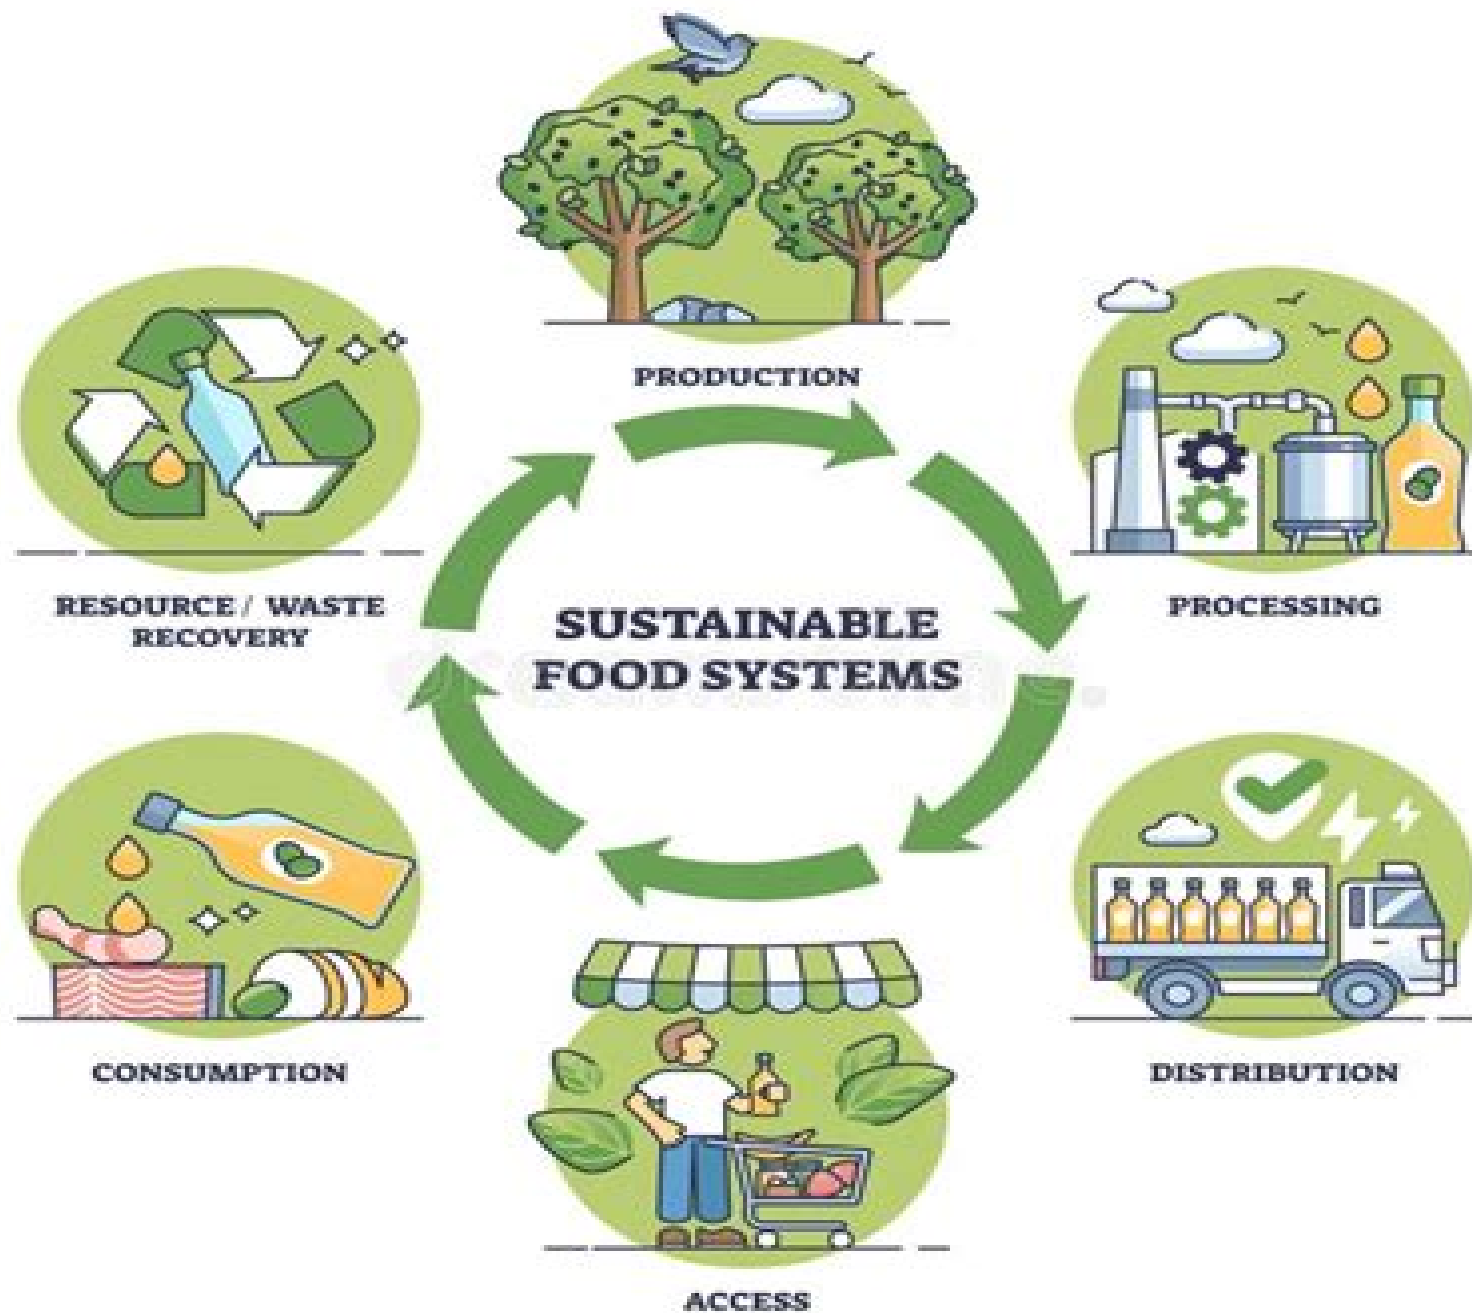 PRODUCTION
PROCESSING
RESOURCE / WASTE
RECOVERY
SUSTAINABLE
FOOD SYSTEMS
CONSUMPTION
DISTRIBUTION
ACCESS